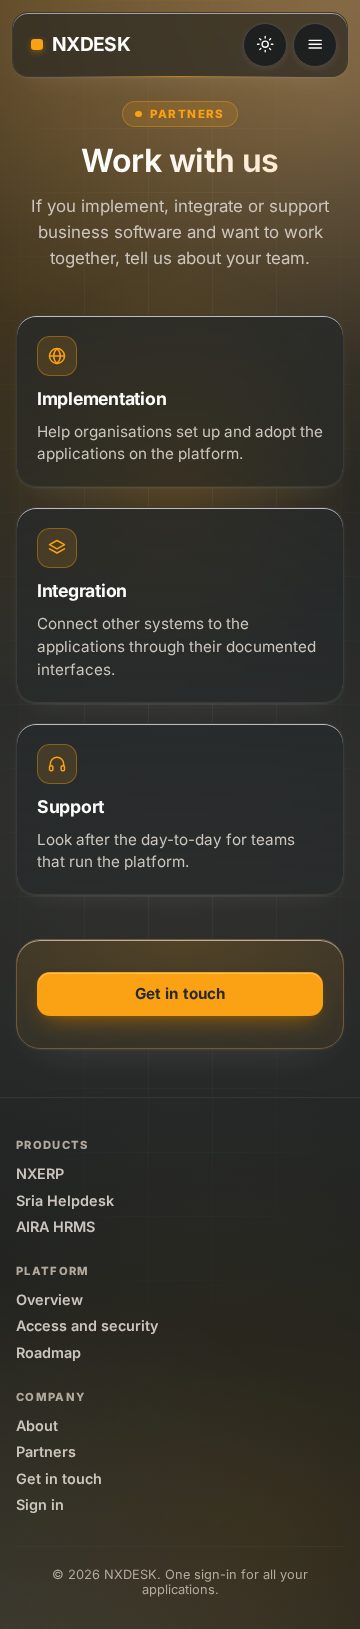 NXDESK
PARTNERS
Work with us
If you implement, integrate or support
business software and want to work
together, tell us about your team.
Implementation
Help organisations set up and adopt the
applications on the platform.
Integration
Connect other systems to the
applications through their documented
interfaces.
Support
Look after the day-to-day for teams
that run the platform.
Get in touch
PRODUCTS
NXERP
Sria Helpdesk
AIRA HRMS
PLATFORM
Overview
Access and security
Roadmap
COMPANY
About
Partners
Get in touch
Sign in
© 2026 NXDESK. One sign-in for all your
applications.